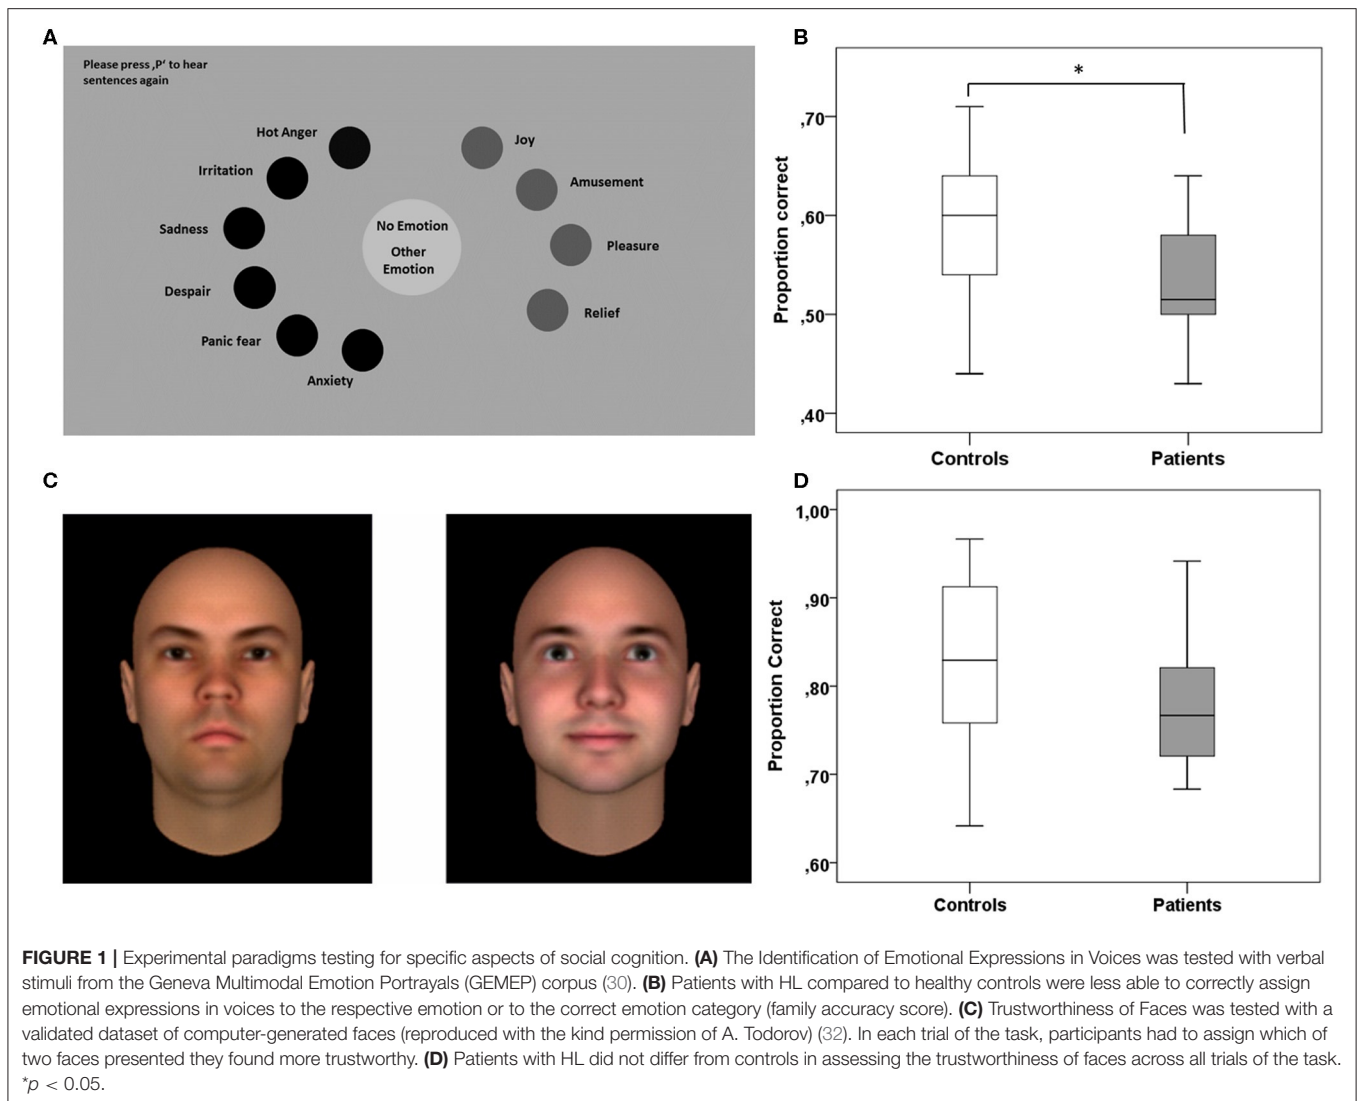 A
Please press ‚P‘ to hear
sentences again
Hot Anger
Irritation
Sadness
Despair
Panic fear
Anxiety
Joy
Amusement
Pleasure
Relief
No Emotion
Other
Emotion
B
*
Proportion correct
,70
,60
,50
,40
Controls
Patients
C
D
Proportion Correct
1,00
,90
,80
,70
,60
Controls
Patients
FIGURE 1 | Experimental paradigms testing for specific aspects of social cognition. (A) The Identification of Emotional Expressions in Voices was tested with verbal
stimuli from the Geneva Multimodal Emotion Portrayals (GEMEP) corpus (30). (B) Patients with HL compared to healthy controls were less able to correctly assign
emotional expressions in voices to the respective emotion or to the correct emotion category (family accuracy score). (C) Trustworthiness of Faces was tested with a
validated dataset of computer-generated faces (reproduced with the kind permission of A. Todorov) (32). In each trial of the task, participants had to assign which of
two faces presented they found more trustworthy. (D) Patients with HL did not differ from controls in assessing the trustworthiness of faces across all trials of the task.
*p < 0.05.